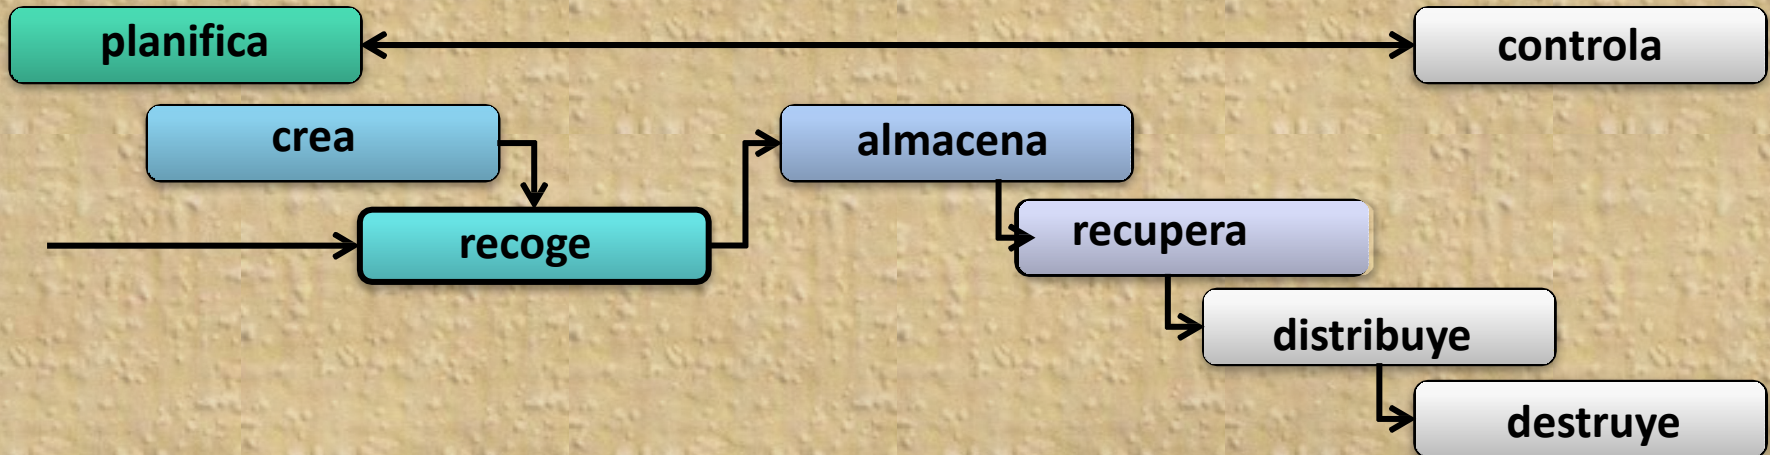 planifica
controla
crea
almacena
recoge
recupera
distribuye
destruye